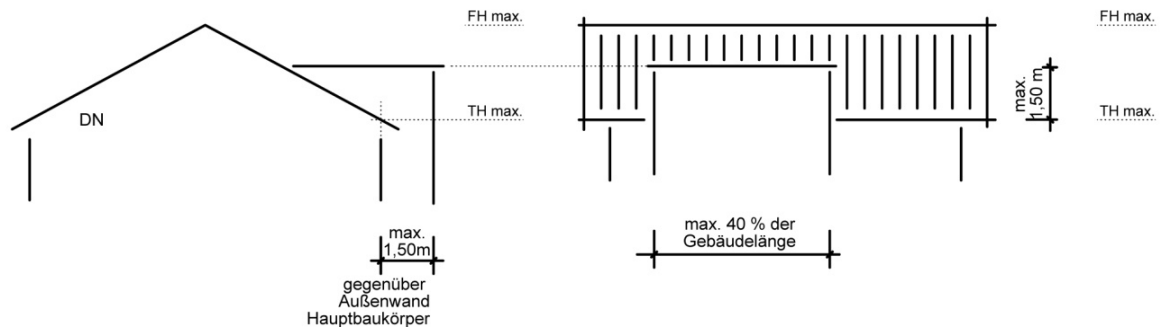 FH max.
FH max.
DN
TH max.
max.
1,50 m
TH max.
max.
1,50m
gegenüber
Außenwand
Hauptbaukörper
max. 40 % der
Gebäudelänge